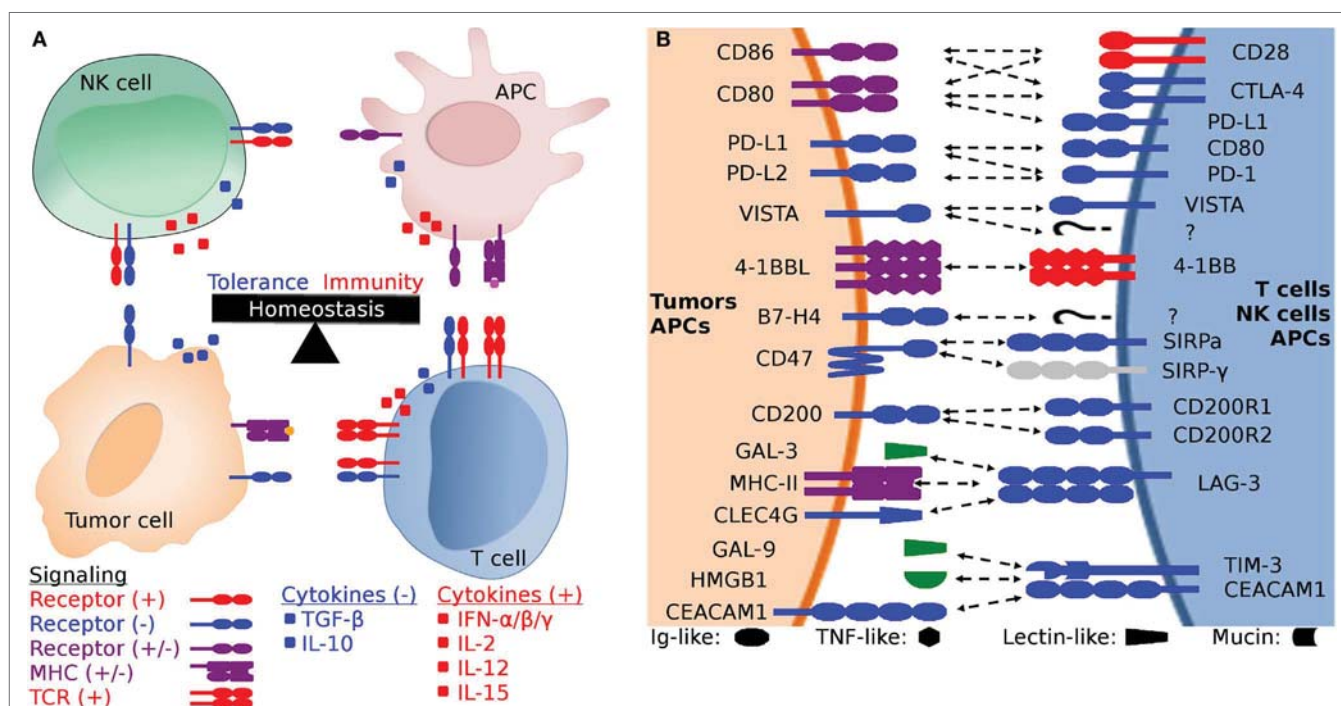 A
NK cell
APC
Tolerance Immunity
Homeostasis
Tumor cell
T cell
Signaling
Receptor (+)
Receptor (-)
Receptor (+/-)
MHC (+/-)
TCR (+)
Cytokines (-)
TGF-β
IL-10
Cytokines (+)
IFN-α/β/γ
IL-2
IL-12
IL-15
B
CD86
CD80
PD-L1
PD-L2
VISTA
4-1BBL
Tumors
APCs
B7-H4
CD47
CD200
GAL-3
MHC-II
CLEC4G
GAL-9
HMGB1
CEACAM1
CD28
CTLA-4
PD-L1
CD80
PD-1
VISTA
?
4-1BB
T cells
NK cells
APCs
?
SIRPa
SIRP-γ
CD200R1
CD200R2
LAG-3
TIM-3
CEACAM1
Ig-like: TNF-like: Lectin-like: Mucin: